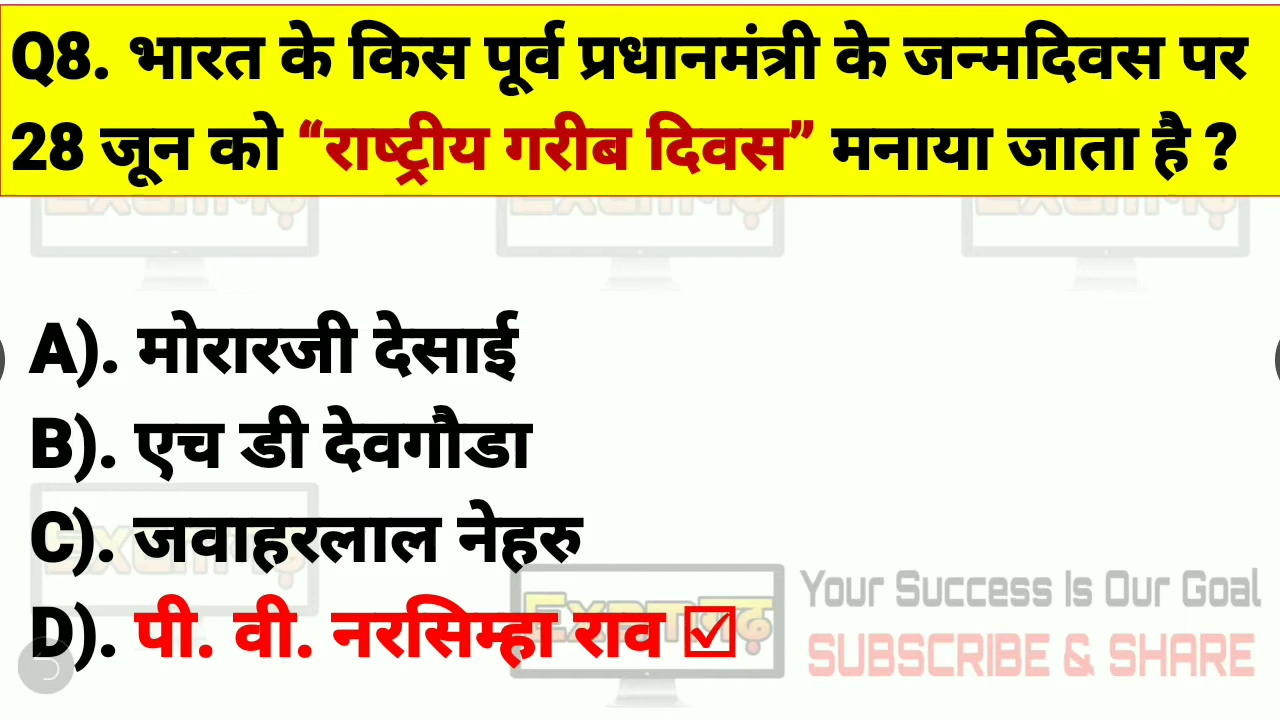 Q8. भारत के किस पूर्व प्रधानमंत्री के जन्मदिवस पर
28 जून को “राष्ट्रीय गरीब दिवस” मनाया जाता है ?
A). मोरारजी देसाई
B). एच डी देवगौडा
C). जवाहरलाल नेहरु
D). पी. वी. नरसिम्हा राव ☑
Examगढ़
Your Success Is Our Goal
SUBSCRIBE & SHARE